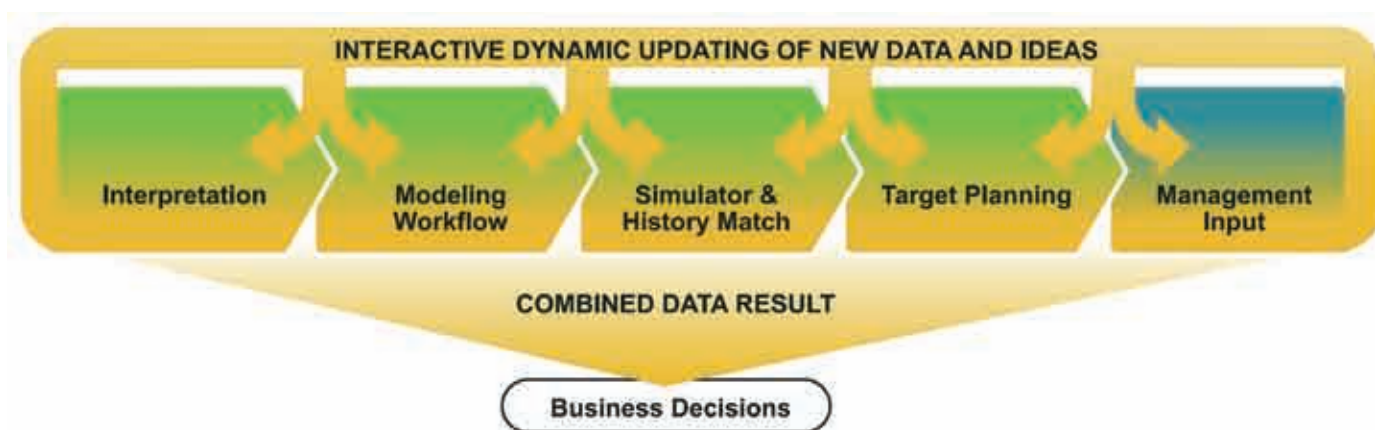 INTERACTIVE DYNAMIC UPDATING OF NEW DATA AND IDEAS
Interpretation
Modeling
Workflow
Simulator &
History Match
Target Planning
Management
Input
COMBINED DATA RESULT
Business Decisions